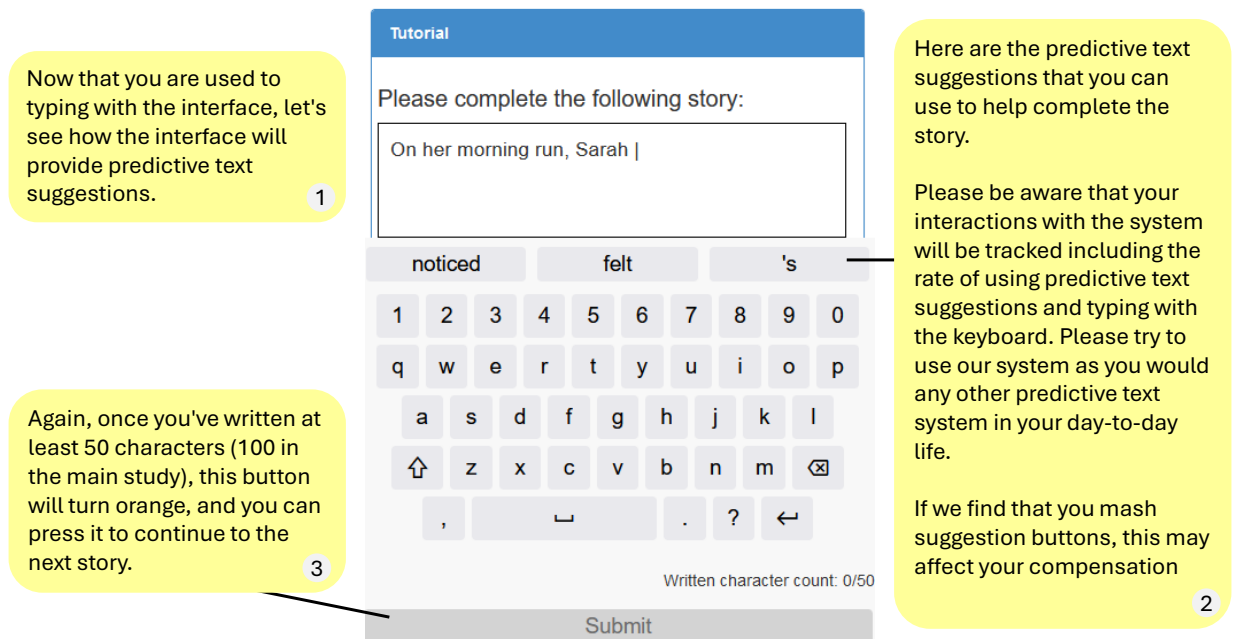 Now that you are used to
typing with the interface, let's
see how the interface will
provide predictive text
suggestions.
1
Tutorial
Please complete the following story:
On her morning run, Sarah |
noticed felt 's
1 2 3 4 5 6 7 8 9 0
q w e r t y u i o p
a s d f g h j k l
z x c v b n m
, . ?
Written character count: 0/50
Submit
Here are the predictive text
suggestions that you can
use to help complete the
story.
Please be aware that your
interactions with the system
will be tracked including the
rate of using predictive text
suggestions and typing with
the keyboard. Please try to
use our system as you would
any other predictive text
system in your day-to-day
life.
If we find that you mash
suggestion buttons, this may
affect your compensation
2
Again, once you've written at
least 50 characters (100 in
the main study), this button
will turn orange, and you can
press it to continue to the
next story.
3